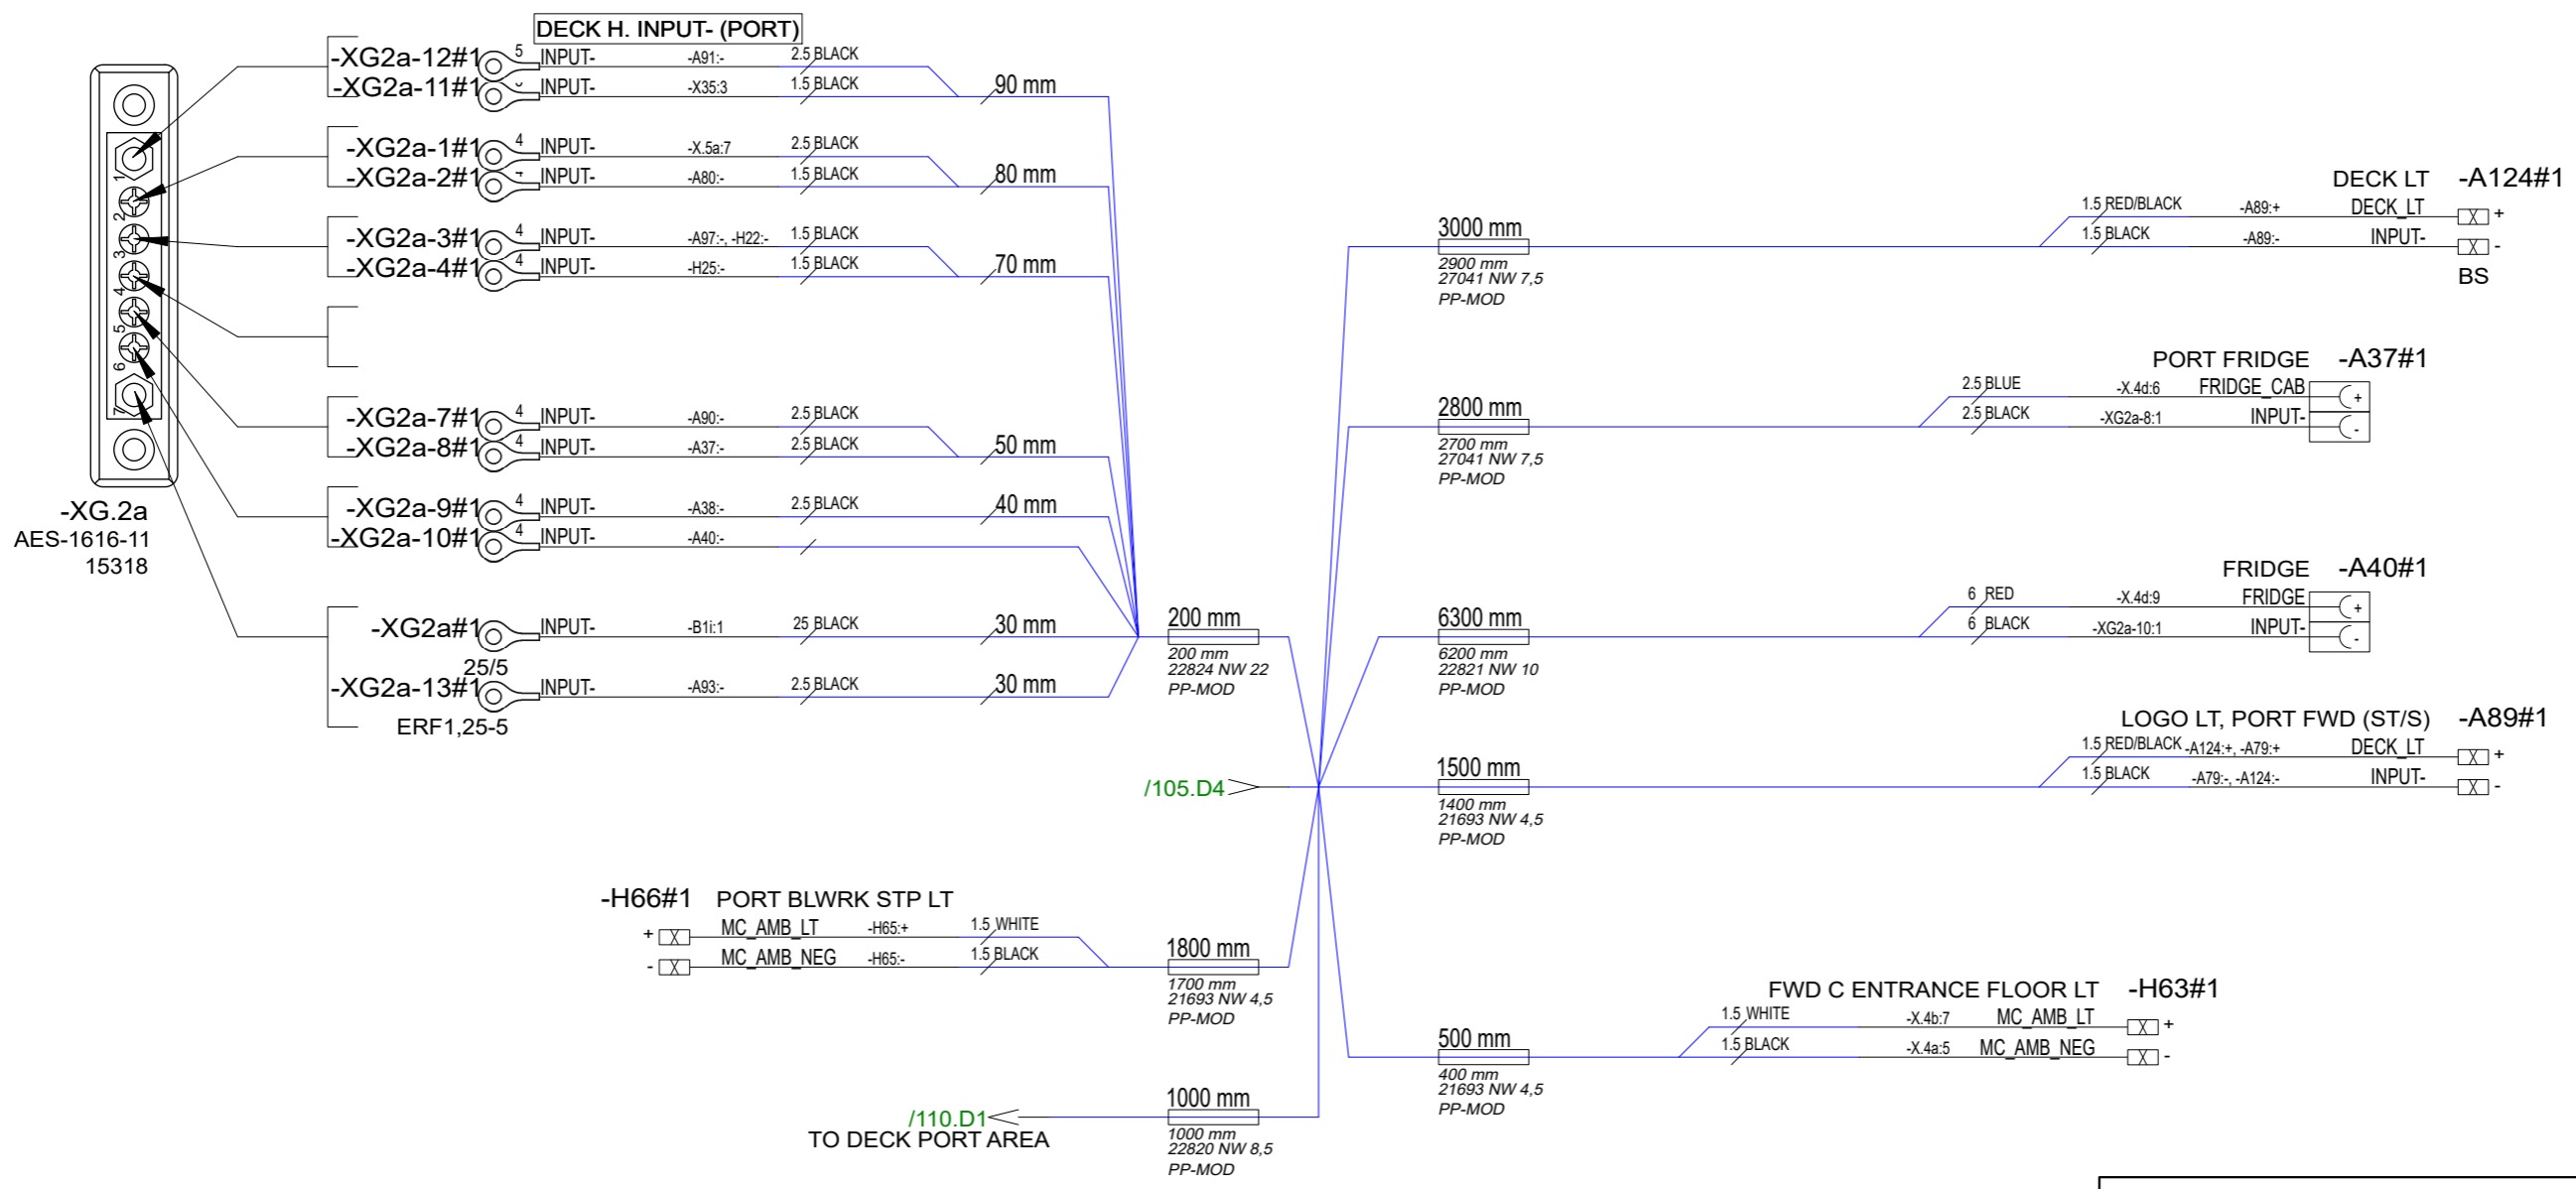 DECK H. INPUT- (PORT)
-XG2a-12#1 5 INPUT- -A91:- 2.5 BLACK
-XG2a-11#1 INPUT- -X35:3 1.5 BLACK 90 mm
-XG2a-1#1 4 INPUT- -X.5a:7 2.5 BLACK
-XG2a-2#1 4 INPUT- -A80:- 1.5 BLACK 80 mm
-XG2a-3#1 4 INPUT- -A97:-, -H22:- 1.5 BLACK
-XG2a-4#1 4 INPUT- -H25:- 1.5 BLACK 70 mm
-XG2a-7#1 4 INPUT- -A90:- 2.5 BLACK
-XG2a-8#1 4 INPUT- -A37:- 2.5 BLACK 50 mm
-XG2a-9#1 4 INPUT- -A38:- 2.5 BLACK 40 mm
-XG2a-10#1 4 INPUT- -A40:-
-XG2a#1 INPUT- -B1i:1 25 BLACK 30 mm
25/5
-XG2a-13#1 INPUT- -A93:- 2.5 BLACK 30 mm
ERF1,25-5
1
2
3
4
5
6
7
-XG.2a
AES-1616-11
15318
200 mm
200 mm
22824 NW 22
PP-MOD
/105.D4
-H66#1 PORT BLWRK STP LT
+ MC_AMB_LT -H65:+ 1.5 WHITE
- MC_AMB_NEG -H65:- 1.5 BLACK
1800 mm
1700 mm
21693 NW 4,5
PP-MOD
/110.D1
TO DECK PORT AREA
1000 mm
1000 mm
22820 NW 8,5
PP-MOD
DECK LT -A124#1
1.5 RED/BLACK -A89:+ DECK_LT +
1.5 BLACK -A89:- INPUT- -
BS
3000 mm
2900 mm
27041 NW 7,5
PP-MOD
PORT FRIDGE -A37#1
2.5 BLUE -X.4d:6 FRIDGE_CAB +
2.5 BLACK -XG2a-8:1 INPUT- -
2800 mm
2700 mm
27041 NW 7,5
PP-MOD
FRIDGE -A40#1
6 RED -X.4d:9 FRIDGE +
6 BLACK -XG2a-10:1 INPUT- -
6300 mm
6200 mm
22821 NW 10
PP-MOD
LOGO LT, PORT FWD (ST/S) -A89#1
1.5 RED/BLACK -A124:+, -A79:+ DECK_LT +
1.5 BLACK -A79:-, -A124:- INPUT- -
1500 mm
1400 mm
21693 NW 4,5
PP-MOD
FWD C ENTRANCE FLOOR LT -H63#1
1.5 WHITE -X.4b:7 MC_AMB_LT +
1.5 BLACK -X.4a:5 MC_AMB_NEG -
500 mm
400 mm
21693 NW 4,5
PP-MOD